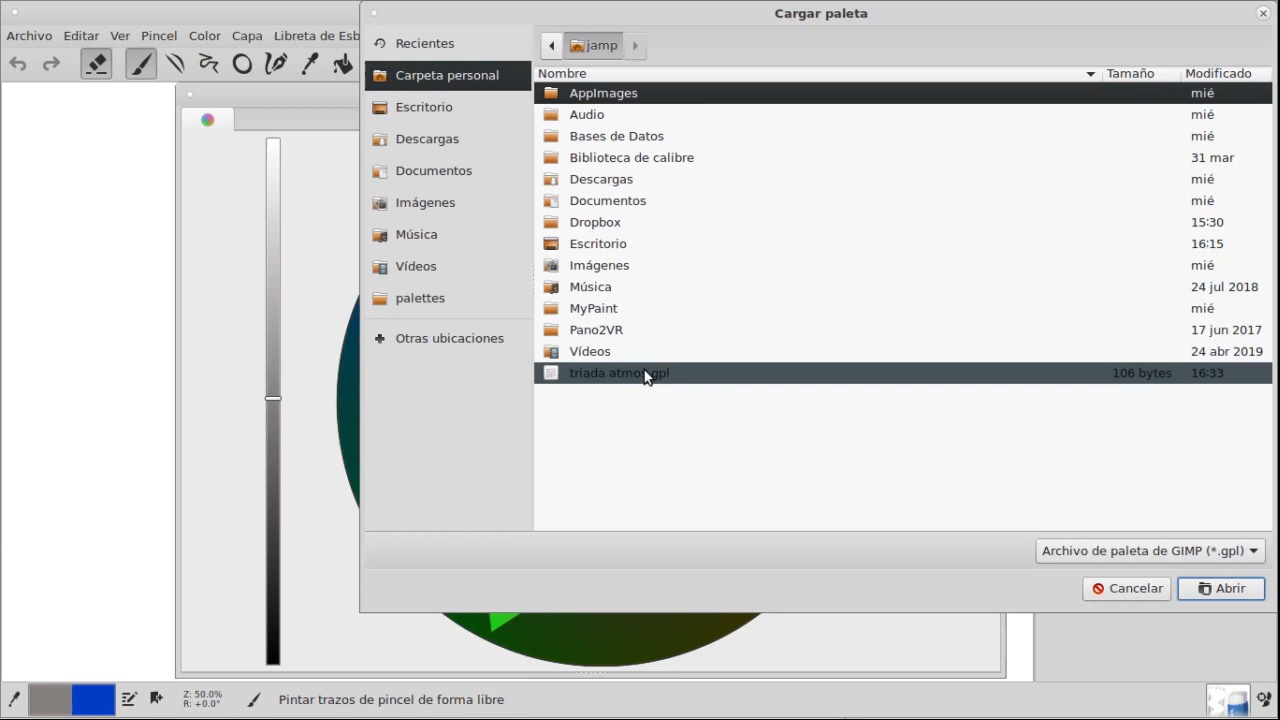 Cargar paleta
Archivo Editar Ver Pincel Color Capa Libreta de Esb
Recientes
Carpeta personal
Escritorio
Descargas
Documentos
Imágenes
Música
Vídeos
palettes
Otras ubicaciones
jamp
Nombre Tamaño Modificado
AppImages mié
Audio mié
Bases de Datos mié
Biblioteca de calibre 31 mar
Descargas mié
Documentos mié
Dropbox 15:30
Escritorio 16:15
Imágenes mié
Música 24 jul 2018
MyPaint mié
Pano2VR 17 jun 2017
Vídeos 24 abr 2019
triada atmos.gpl 106 bytes 16:33
Archivo de paleta de GIMP (*.gpl)
Cancelar Abrir
Z: 50.0%
R: +0.0°
Pintar trazos de pincel de forma libre